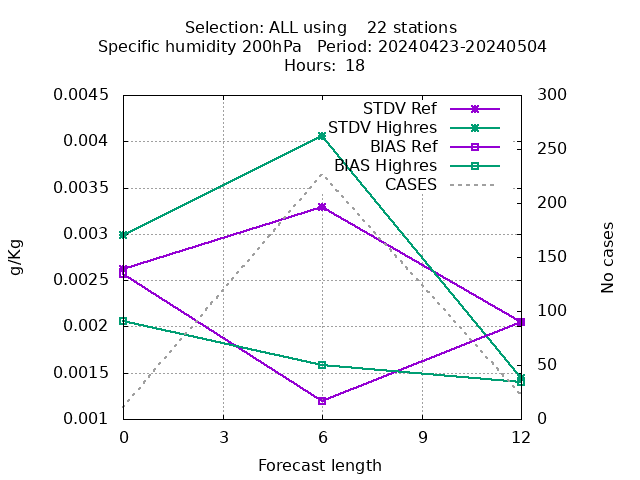 Selection: ALL using    22 stations
Specific humidity 200hPa   Period: 20240423-20240504
Hours: 18
0.0045
0.004
0.0035
0.003
0.0025
0.002
0.0015
0.001
300
250
200
150
100
50
0
0 3 6 9 12
g/Kg
No cases
Forecast length
STDV Ref
STDV Highres
BIAS Ref
BIAS Highres
CASES